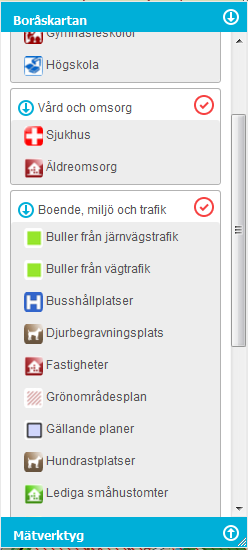 Boråskartan
Gymnasieskolor
Högskola
Vård och omsorg
Sjukhus
Äldreomsorg
Boende, miljö och trafik
Buller från järnvägstrafik
Buller från vägtrafik
Busshållplatser
Djurbegravningsplats
Fastigheter
Grönområdesplan
Gällande planer
Hundrastplatser
Lediga småhustomter
Mätverktyg